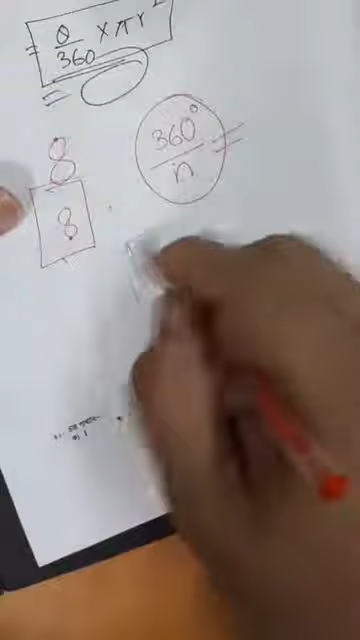 = θ/360 × πr²
=
360°/n =
8
8